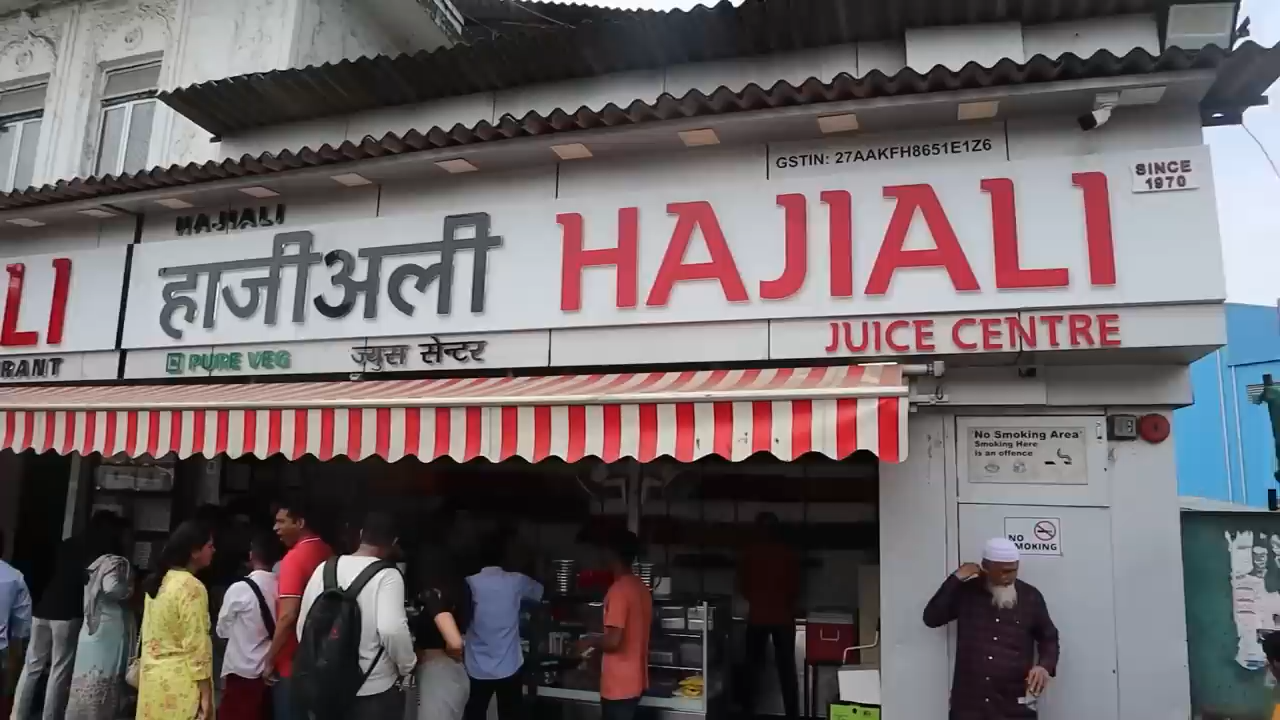 GSTIN: 27AAKFH8651E1Z6
SINCE
1970
HAJIALI
हाजीअली HAJIALI
LI
RANT
PURE VEG ज्युस सेन्टर
JUICE CENTRE
No Smoking Area
Smoking Here
is an offence
NO
SMOKING